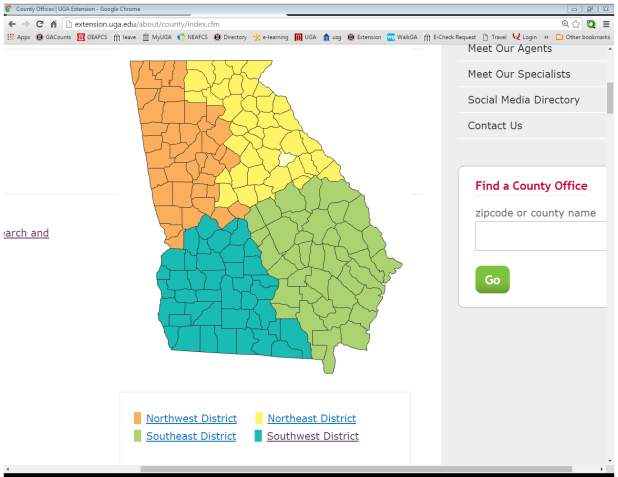 County Offices | UGA Extension - Google Chrome
extension.uga.edu/about/county/index.cfm
Apps GACounts GEAFCS leave MyUGA NEAFCS Directory e-learning UGA usg Extension WalkGA E-Check Request Travel Login » Other bookmarks
Meet Our Agents
Meet Our Specialists
Social Media Directory
Contact Us
Find a County Office
zipcode or county name
Go
earch and
Northwest District Northeast District
Southeast District Southwest District